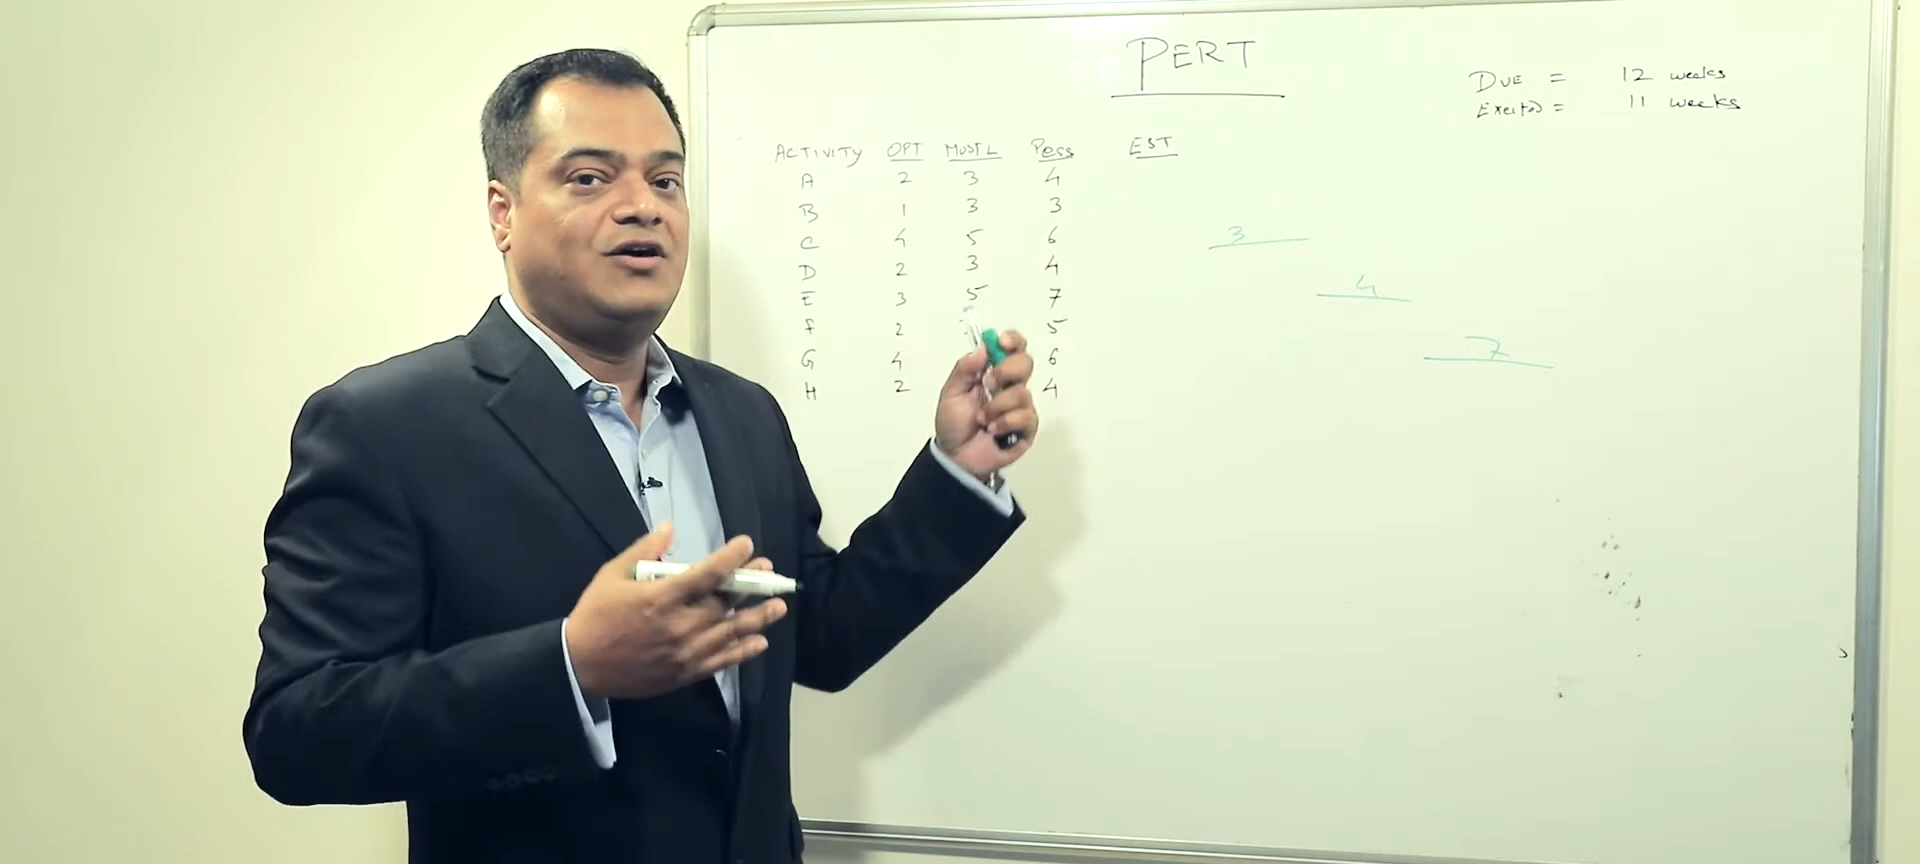 PERT
DUE = 12 weeks
= 11 weeks
ACTIVITY OPT MOST L Pess EST
A 2 3 4
B 1 3 3
C 4 5 6
D 2 3 4
E 3 5 7
F 2 5
G 4 6
H 2 4
3
4
7